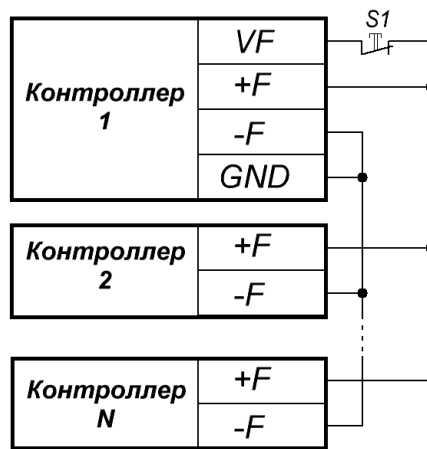 S1
VF
+F
Контроллер
1
-F
GND
+F
Контроллер
2
-F
+F
Контроллер
N
-F